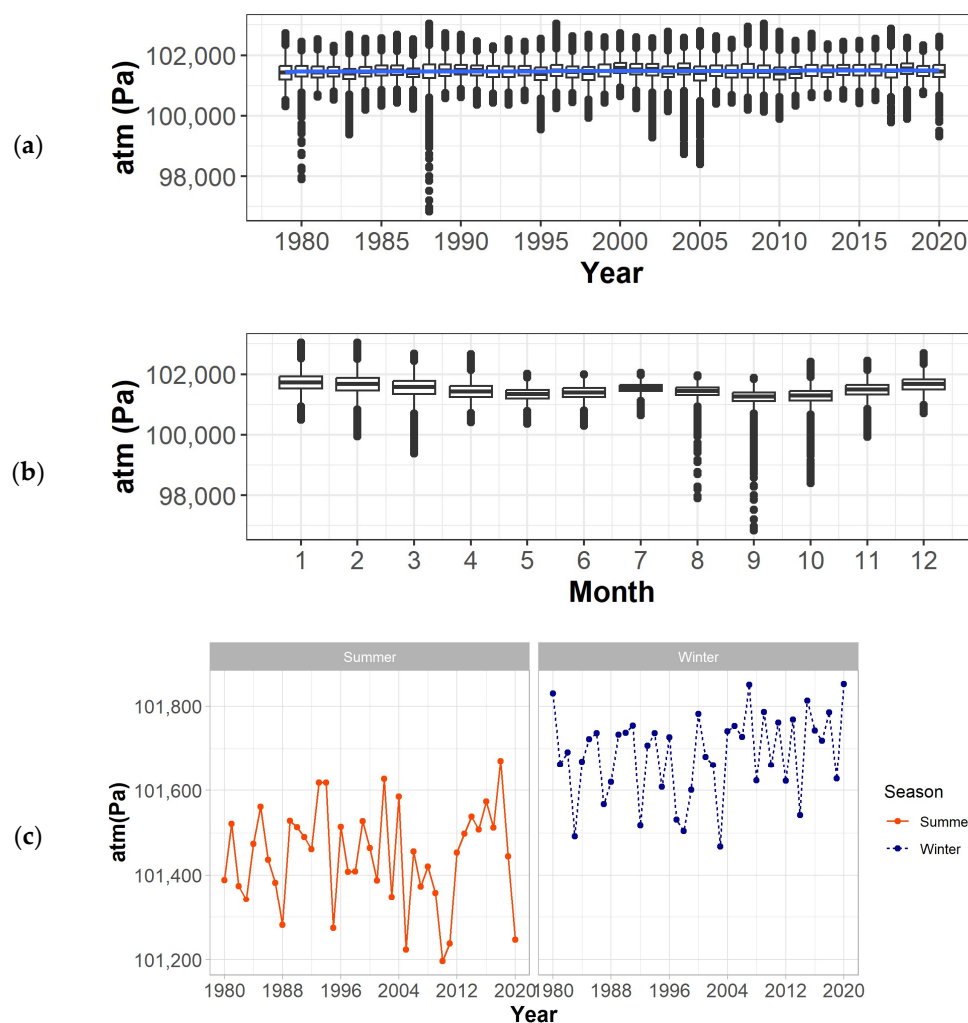 (a)
atm (Pa)
102,000
100,000
98,000
1980 1985 1990 1995 2000 2005 2010 2015 2020
Year
(b)
atm (Pa)
102,000
100,000
98,000
1 2 3 4 5 6 7 8 9 10 11 12
Month
(c)
Summer Winter
atm(Pa)
101,800
101,600
101,400
101,200
1980 1988 1996 2004 2012 2020 1980 1988 1996 2004 2012 2020
Year
Season
Summe
Winter